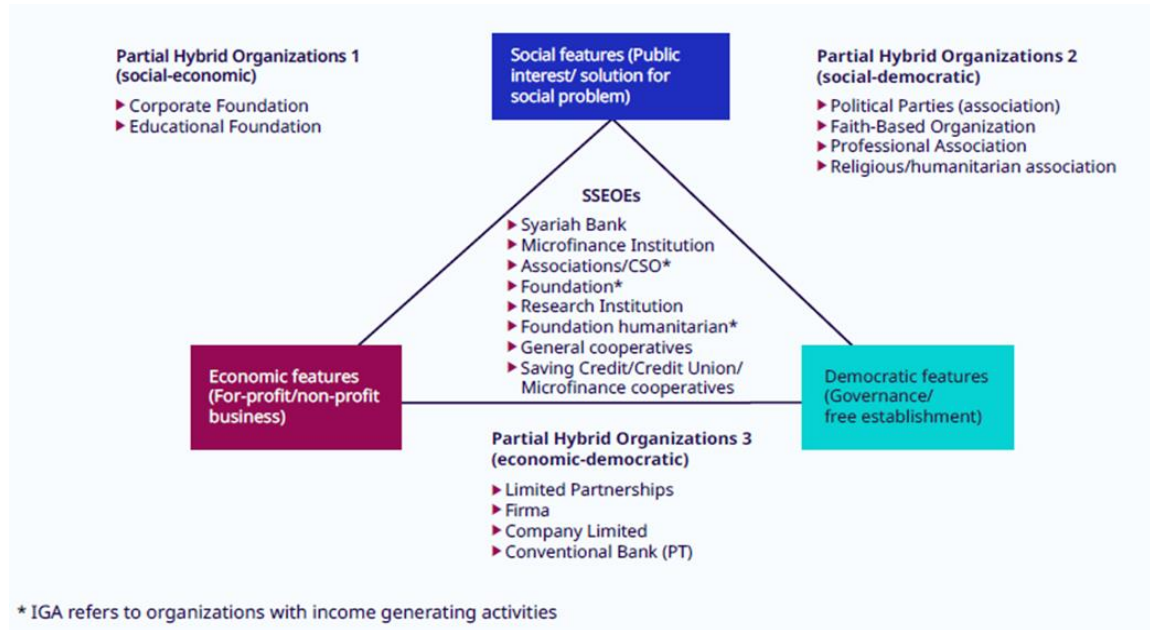 Partial Hybrid Organizations 1
(social-economic)
▶ Corporate Foundation
▶ Educational Foundation
Social features (Public
interest/ solution for
social problem)
Partial Hybrid Organizations 2
(social-democratic)
▶ Political Parties (association)
▶ Faith-Based Organization
▶ Professional Association
▶ Religious/humanitarian association
SSEOEs
▶ Syariah Bank
▶ Microfinance Institution
▶ Associations/CSO*
▶ Foundation*
▶ Research Institution
▶ Foundation humanitarian*
▶ General cooperatives
▶ Saving Credit/Credit Union/
Microfinance cooperatives
Economic features
(For-profit/non-profit
business)
Democratic features
(Governance/
free establishment)
Partial Hybrid Organizations 3
(economic-democratic)
▶ Limited Partnerships
▶ Firma
▶ Company Limited
▶ Conventional Bank (PT)
* IGA refers to organizations with income generating activities